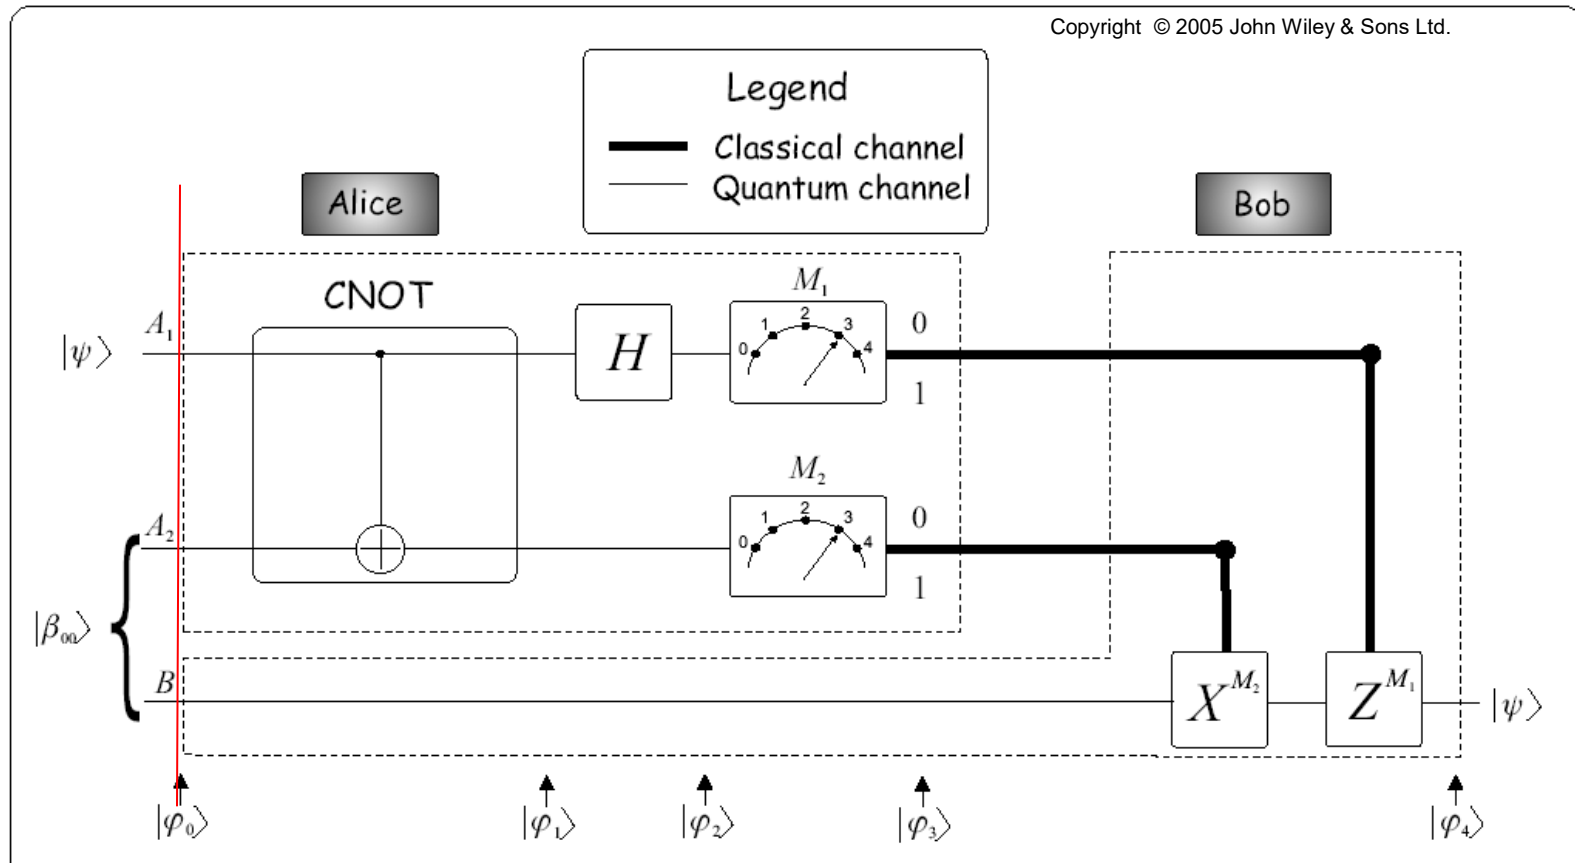 Copyright © 2005 John Wiley & Sons Ltd.
Legend
Classical channel
Quantum channel
Alice
Bob
CNOT
M₁
A₁
|ψ⟩
H
0 1 2 3 4
0
1
M₂
A₂
0 1 2 3 4
0
1
|β₀₀⟩
B
X^M₂
Z^M₁
|ψ⟩
|φ₀⟩
|φ₁⟩
|φ₂⟩
|φ₃⟩
|φ₄⟩